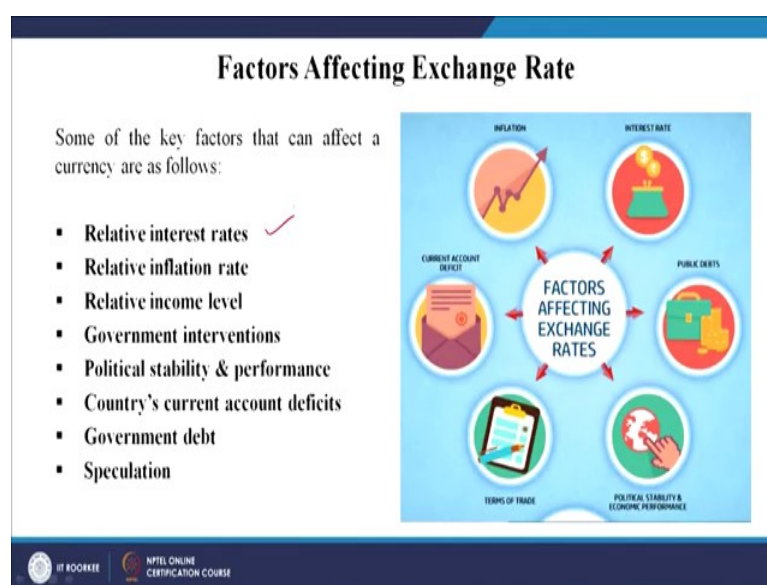 Factors Affecting Exchange Rate
Some of the key factors that can affect a
currency are as follows:
▪ Relative interest rates
▪ Relative inflation rate
▪ Relative income level
▪ Government interventions
▪ Political stability & performance
▪ Country's current account deficits
▪ Government debt
▪ Speculation
INFLATION
INTEREST RATE
CURRENT ACCOUNT
DEFICIT
PUBLIC DEBTS
FACTORS
AFFECTING
EXCHANGE
RATES
TERMS OF TRADE
POLITICAL STABILITY &
ECONOMIC PERFORMANCE
IIT ROORKEE
NPTEL ONLINE
CERTIFICATION COURSE